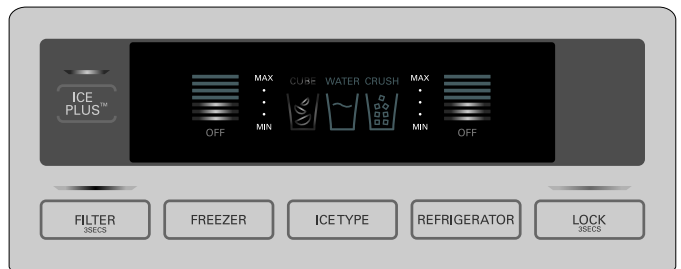 ICE
PLUS™
OFF
MAX
MIN
CUBE WATER CRUSH
MAX
MIN
OFF
FILTER
3SECS
FREEZER
ICE TYPE
REFRIGERATOR
LOCK
3SECS